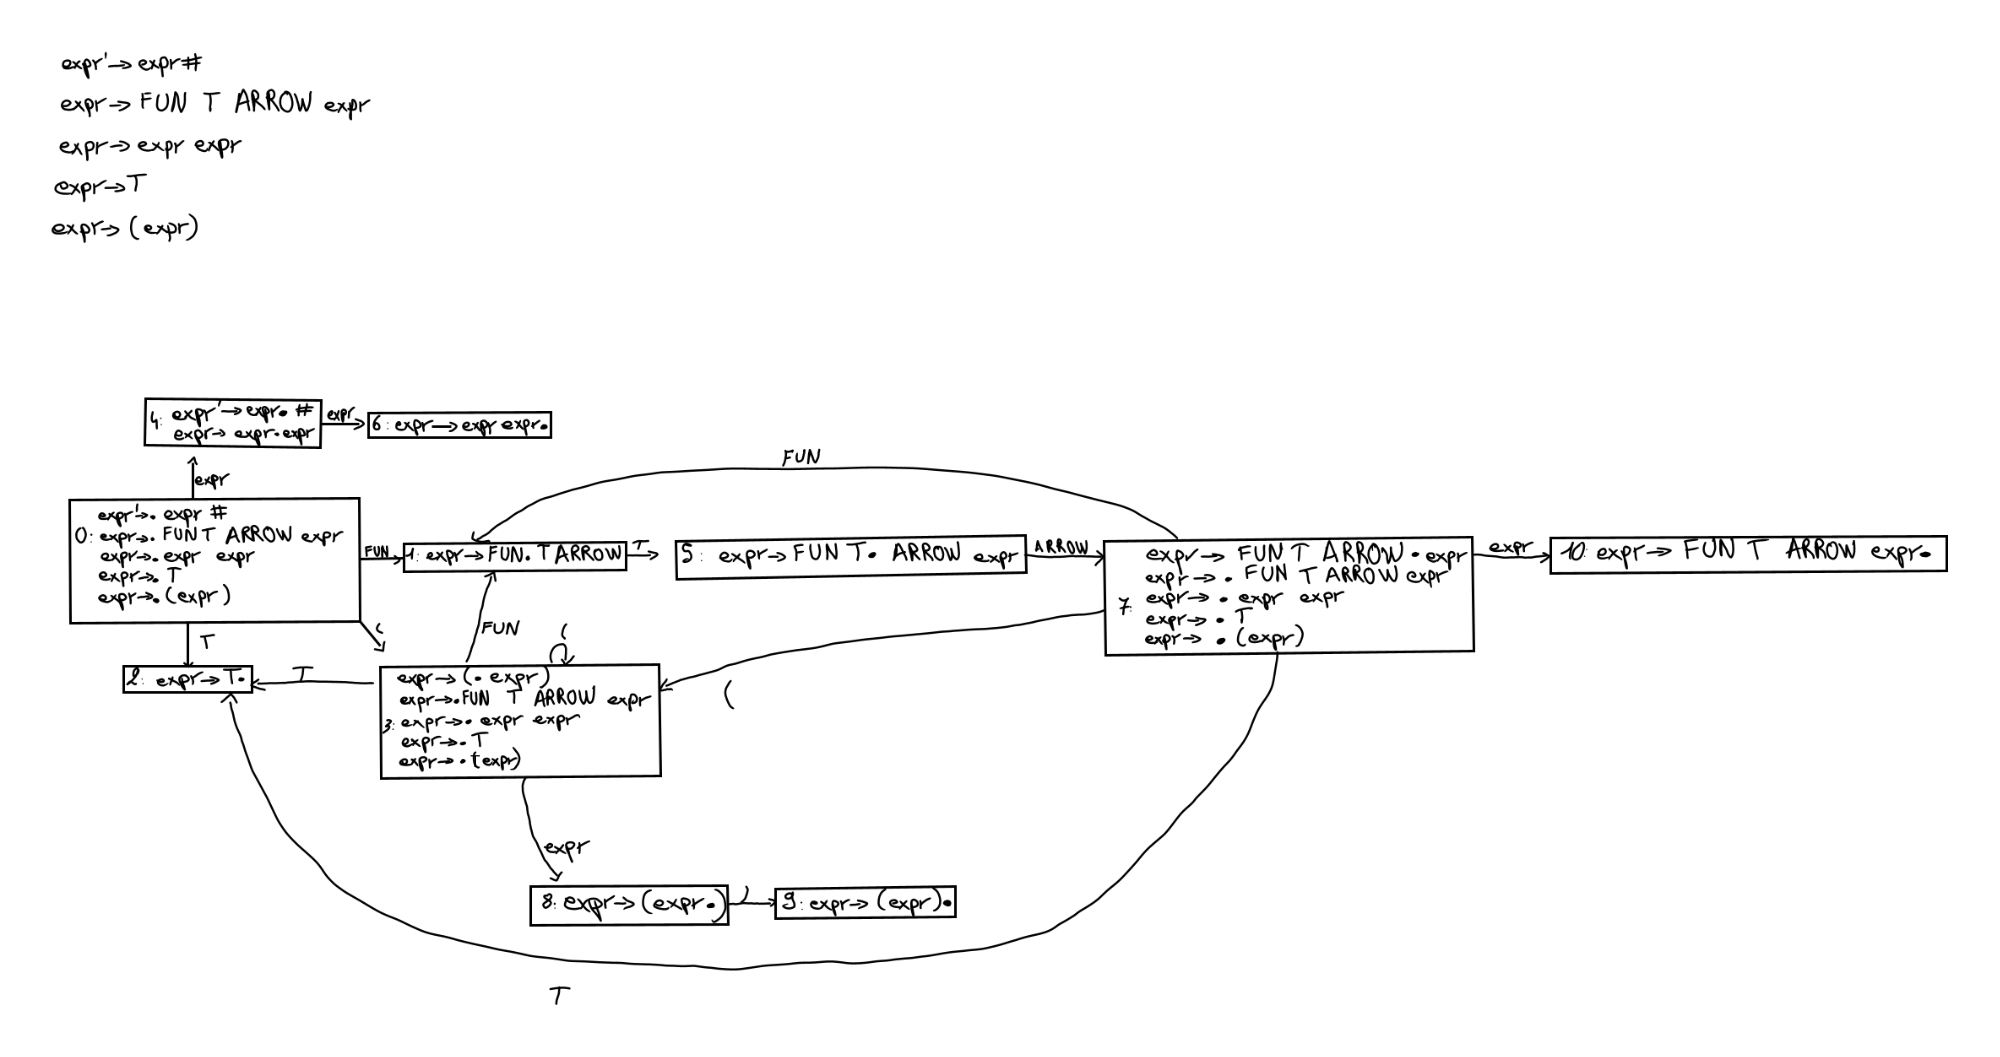 expr'→ expr#
expr→ FUN T ARROW expr
expr→ expr expr
expr→T
expr→ (expr)
4: expr'→expr. #
expr→ expr.expr
expr
6: expr→ expr expr.
expr
FUN
0: expr'→. expr #
expr→. FUN T ARROW expr
expr→. expr expr
expr→. T
expr→. (expr)
FUN
1: expr→FUN. T ARROW
T
5: expr→ FUN T. ARROW expr
ARROW
7: expr→ FUN T ARROW . expr
expr→ . FUN T ARROW expr
expr→ . expr expr
expr→ . T
expr→ . (expr)
expr
10: expr→ FUN T ARROW expr.
(
T
FUN
(
2: expr→T.
T
3: expr→(. expr)
expr→.FUN T ARROW expr
expr→. expr expr
expr→. T
expr→. (expr)
(
expr
8: expr→ (expr.)
)
9: expr→ (expr).
T